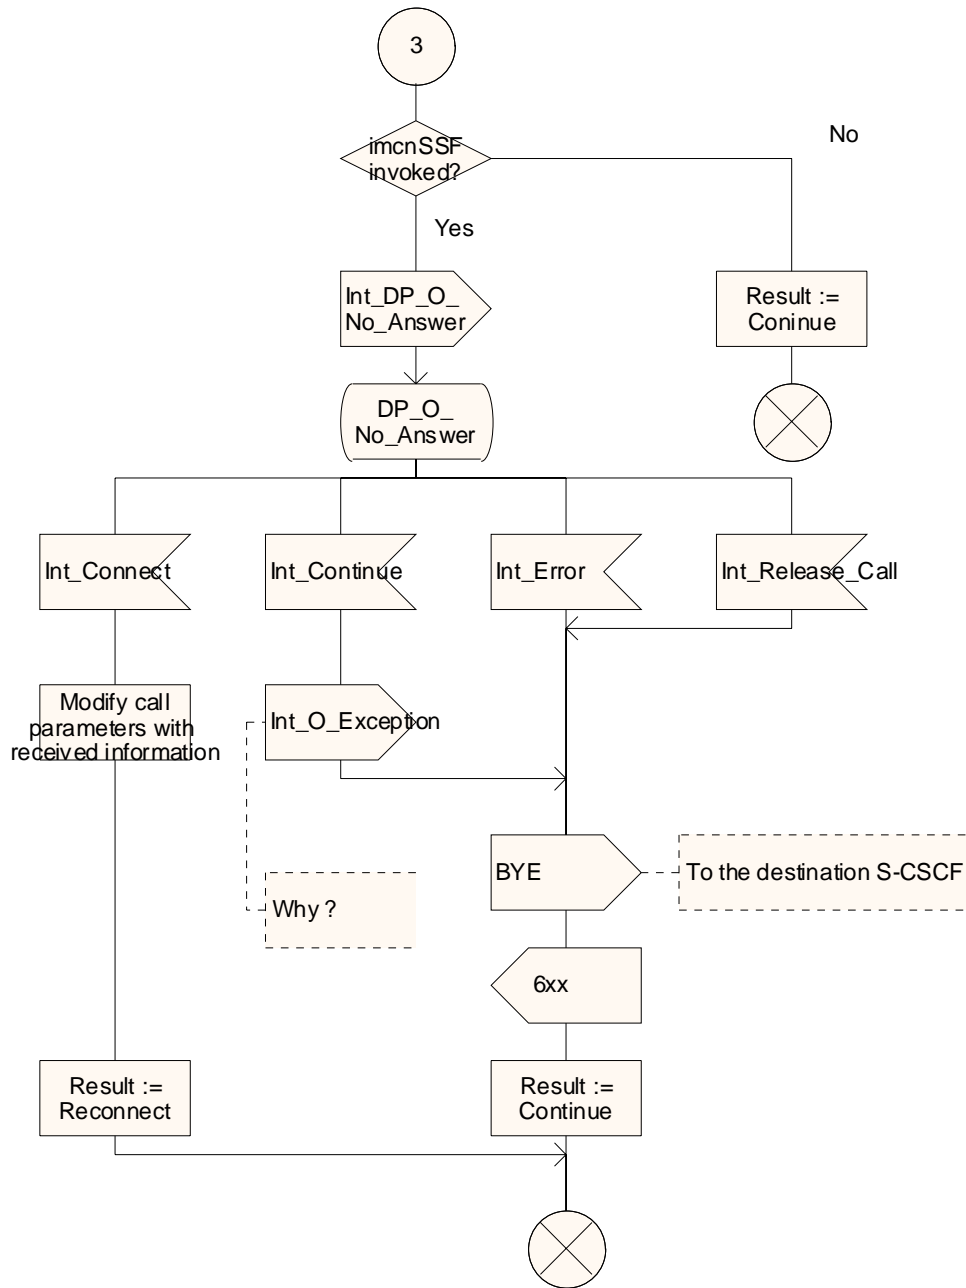 3
imcnSSF
invoked?
No
Yes
Int_DP_O_
No_Answer
Result :=
Coninue
DP_O_
No_Answer
Int_Connect
Int_Continue
Int_Error
Int_Release_Call
Modify call
parameters with
received information
Int_O_Exception
BYE
To the destination S-CSCF
Why ?
6xx
Result :=
Reconnect
Result :=
Continue